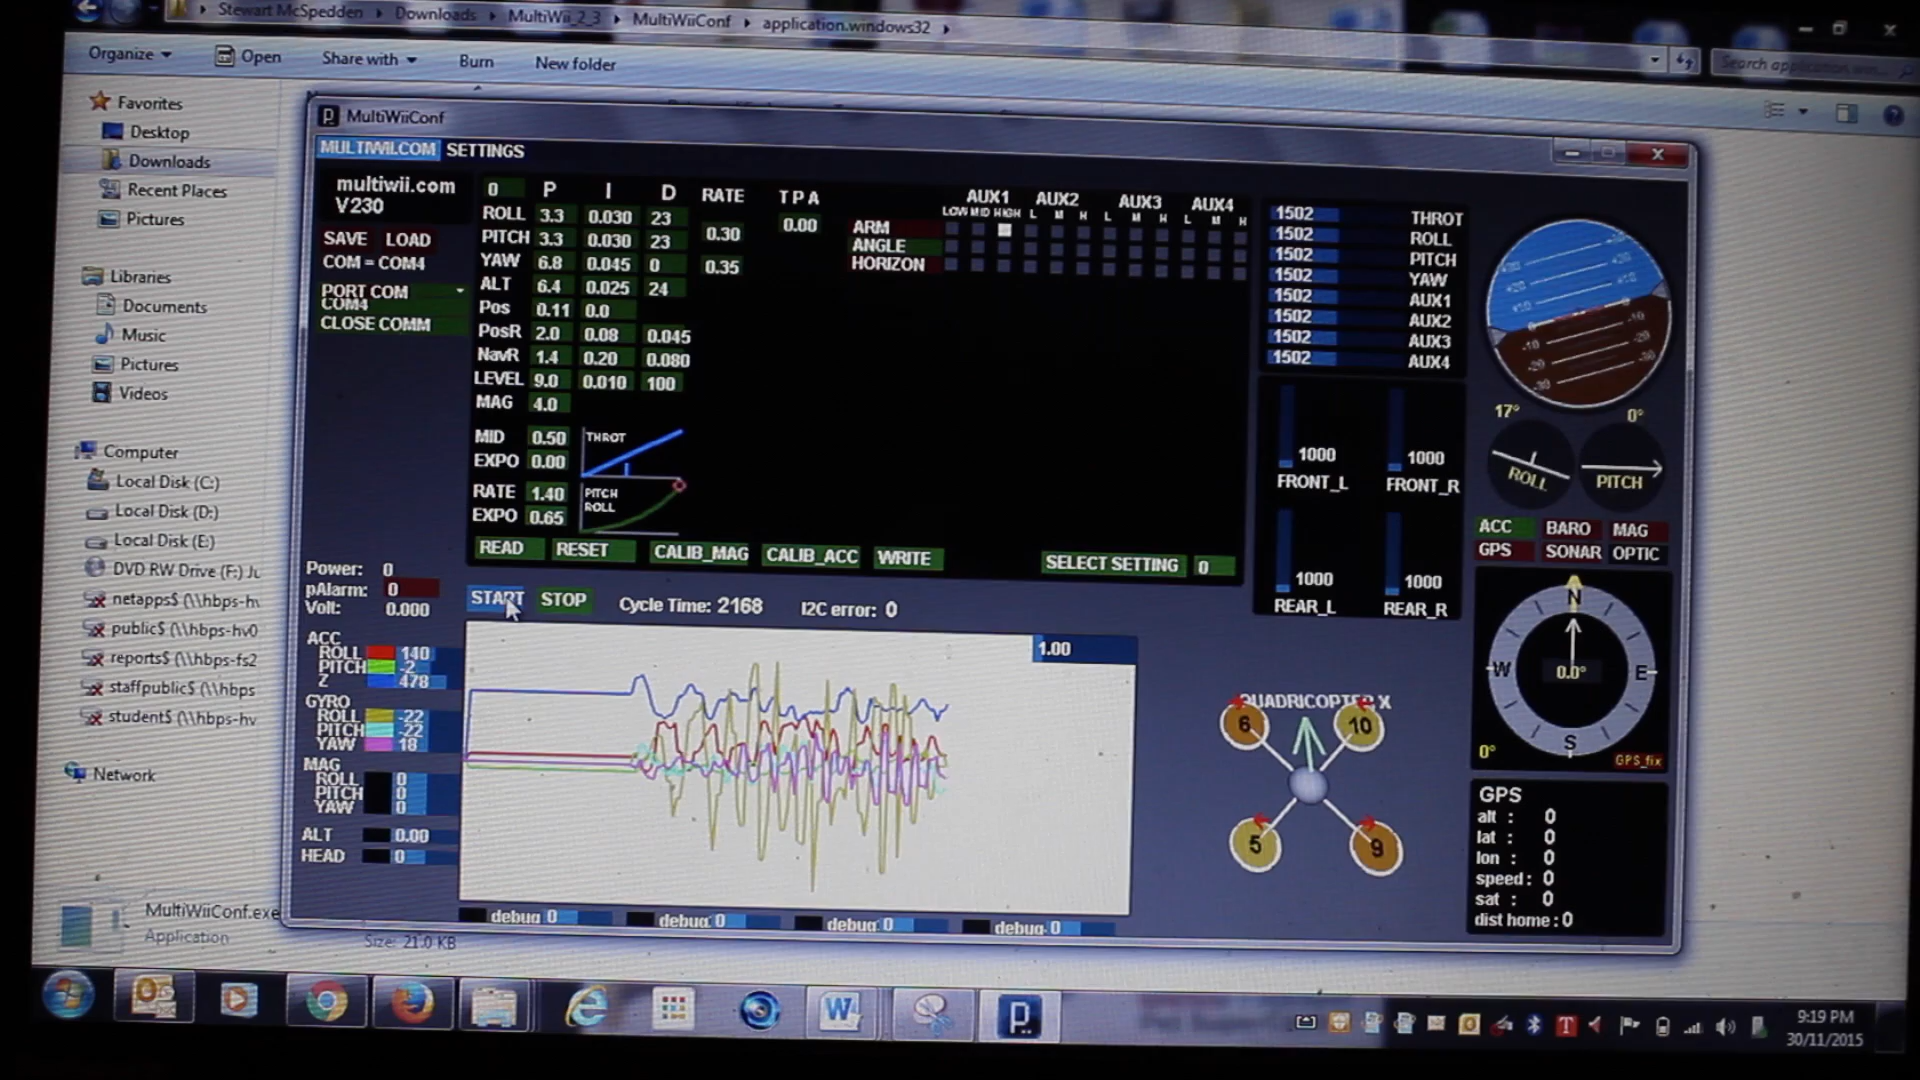 Stewart McSpedden Downloads MultiWii_2_3 MultiWiiConf application.windows32
Organize Open Share with Burn New folder
Favorites
Desktop
Downloads
Recent Places
Pictures
Libraries
Documents
Music
Pictures
Videos
Computer
Local Disk (C:)
Local Disk (D:)
Local Disk (E:)
DVD RW Drive (F:)
netapps$ (\\hbps-h
public$ (\\hbps-hv0
reports$ (\\hbps-fs2
staffpublic$ (\\hbps
student$ (\\hbps-hv
Network
MultiWiiConf.exe
Application
Size: 21.0 KB
MultiWiiConf
MULTIWII.COM SETTINGS
multiwii.com
V230
SAVE LOAD
COM = COM4
PORT COM
COM4
CLOSE COMM
0 P I D RATE T P A
ROLL 3.3 0.030 23
0.30 0.00
PITCH 3.3 0.030 23
YAW 6.8 0.045 0 0.35
ALT 6.4 0.025 24
Pos 0.11 0.0
PosR 2.0 0.08 0.045
NavR 1.4 0.20 0.080
LEVEL 9.0 0.010 100
MAG 4.0
MID 0.50 THROT
EXPO 0.00
RATE 1.40 PITCH
ROLL
EXPO 0.65
READ RESET CALIB_MAG CALIB_ACC WRITE SELECT SETTING 0
AUX1 AUX2 AUX3 AUX4
LOW MID HIGH L M H L M H L M H
ARM
ANGLE
HORIZON
1502 THROT
1502 ROLL
1502 PITCH
1502 YAW
1502 AUX1
1502 AUX2
1502 AUX3
1502 AUX4
1000 1000
FRONT_L FRONT_R
1000 1000
REAR_L REAR_R
17° 0°
ROLL PITCH
ACC BARO MAG
GPS SONAR OPTIC
N
W 0.0° E
S
0° GPS_fix
GPS
alt : 0
lat : 0
lon : 0
speed : 0
sat : 0
dist home : 0
Power: 0
pAlarm: 0
Volt: 0.000
START STOP Cycle Time: 2168 I2C error: 0
1.00
ACC
ROLL 140
PITCH -2
Z 478
GYRO
ROLL -22
PITCH -22
YAW 18
MAG
ROLL 0
PITCH 0
YAW 0
ALT 0.00
HEAD 0
debug 0 debug 0 debug 0 debug 0
QUADRICOPTER X
6 10
5 9
9:19 PM
30/11/2015